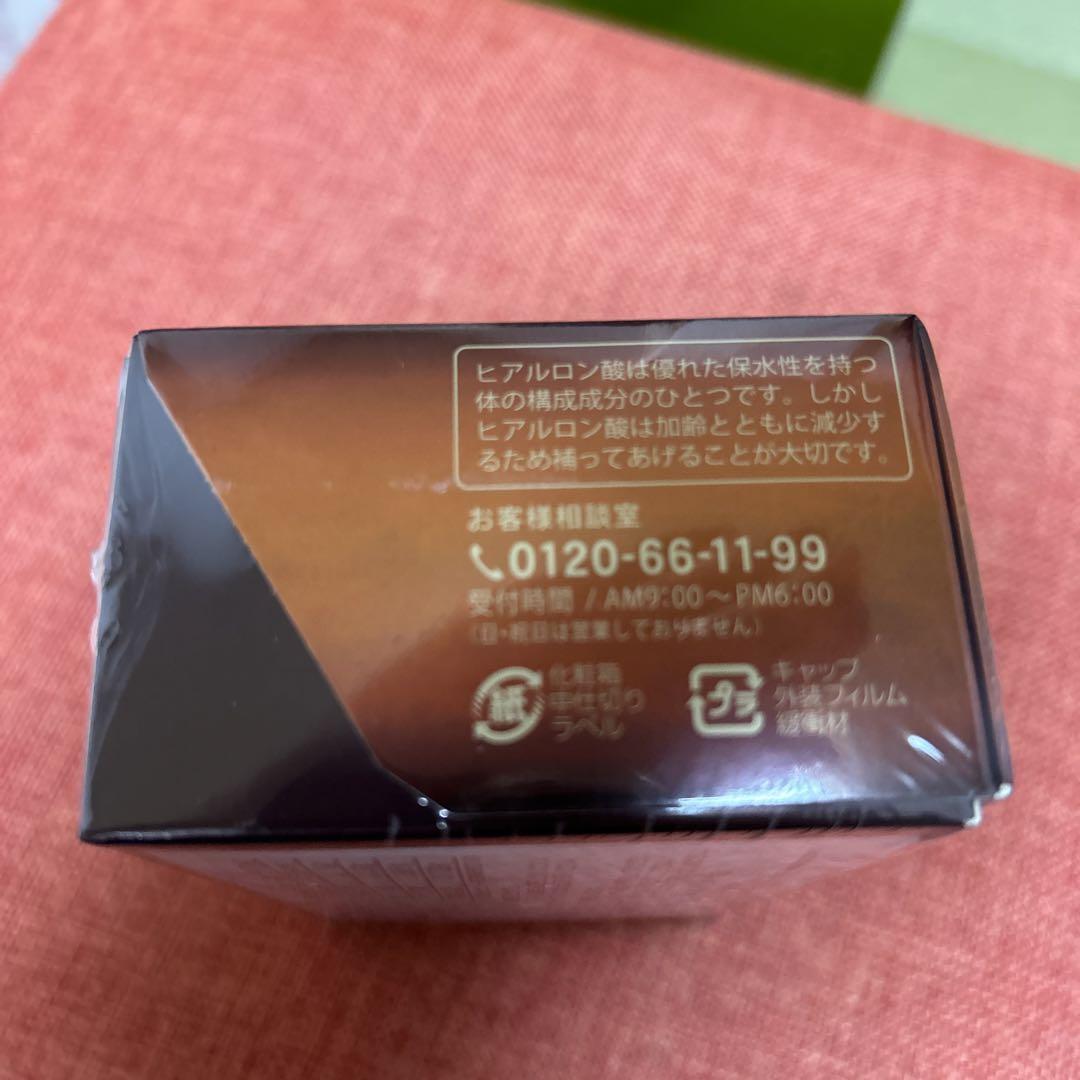 ヒアルロン酸は優れた保水性を持つ
体の構成成分のひとつです。しかし
ヒアルロン酸は加齢とともに減少す
るため補ってあげることが大切です。
お客様相談室
0120-66-11-99
受付時間 / AM9:00～PM6:00
(日・祝日は営業しておりません)
紙
化粧箱
中仕切り
ラベル
プラ
キャップ
外装フィルム
緩衝材